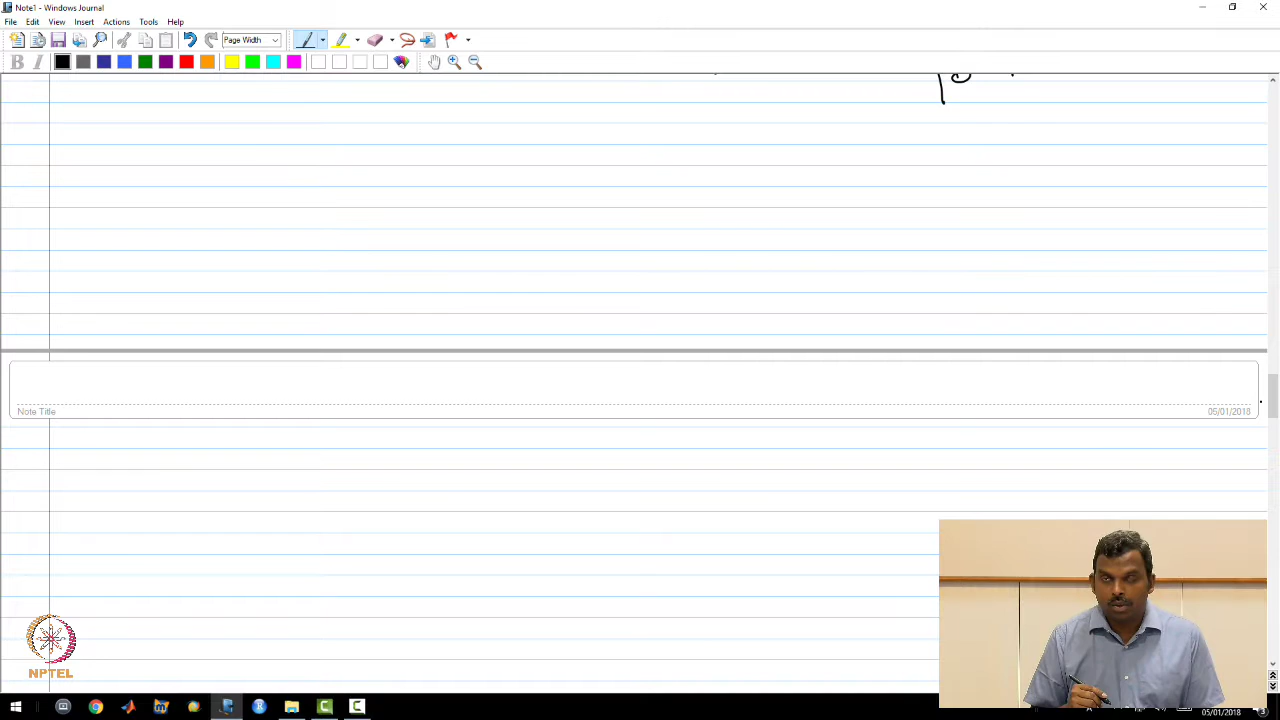 Note1 - Windows Journal
File Edit View Insert Actions Tools Help
Page Width
B I
Note Title
05/01/2018
NPTEL
05/01/2018